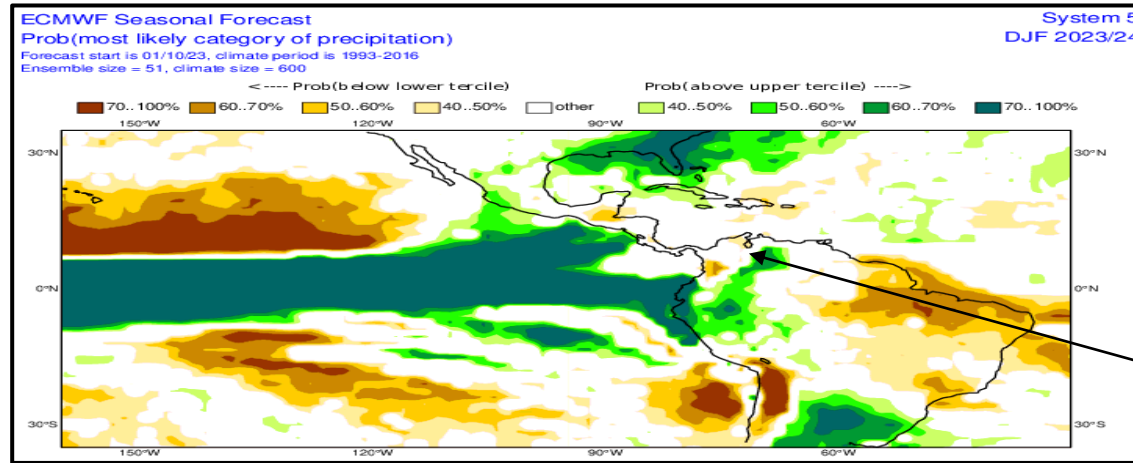 ECMWF Seasonal Forecast System 5
Prob(most likely category of precipitation) DJF 2023/24
Forecast start is 01/10/23, climate period is 1993-2016
Ensemble size = 51, climate size = 600
<---- Prob(below lower tercile) Prob(above upper tercile) ---->
70..100% 60..70% 50..60% 40..50% other 40..50% 50..60% 60..70% 70..100%
150°W 120°W 90°W 60°W
30°N 30°N
0°N 0°N
30°S 30°S
150°W 120°W 90°W 60°W